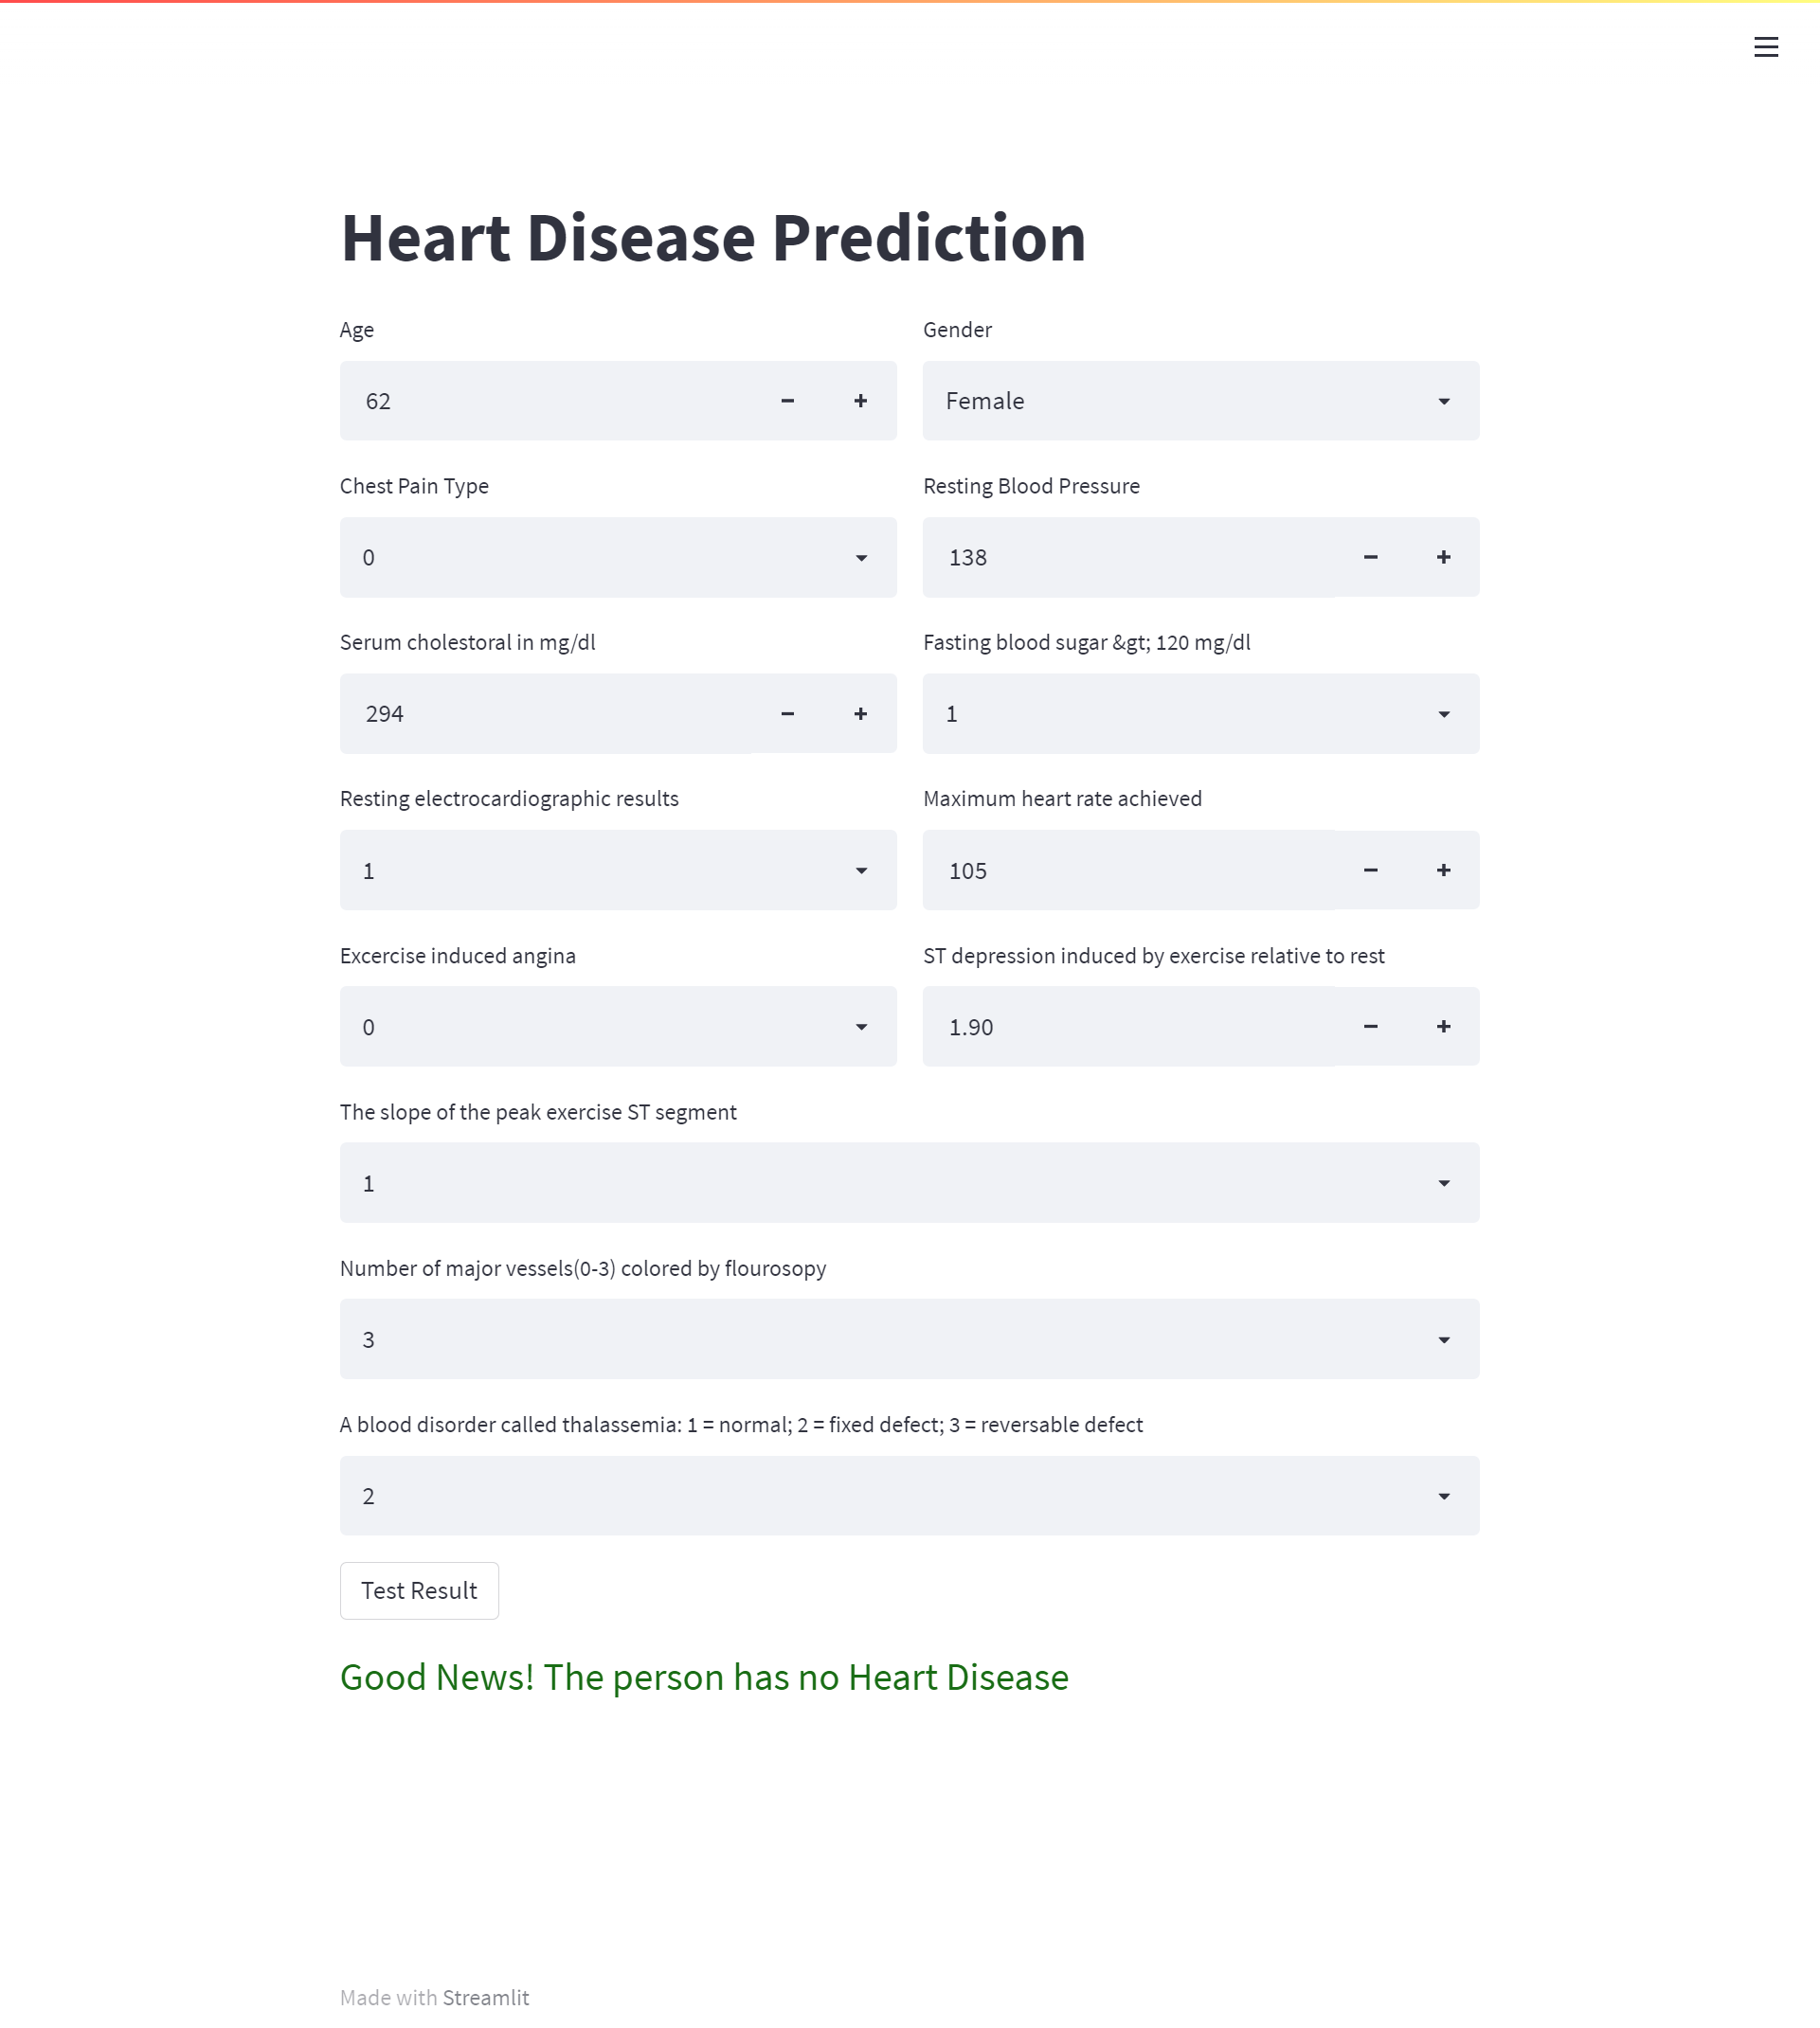 Heart Disease Prediction
Age
Gender
62
Female
Chest Pain Type
Resting Blood Pressure
0
138
Serum cholestoral in mg/dl
Fasting blood sugar &gt; 120 mg/dl
294
1
Resting electrocardiographic results
Maximum heart rate achieved
1
105
Excercise induced angina
ST depression induced by exercise relative to rest
0
1.90
The slope of the peak exercise ST segment
1
Number of major vessels(0-3) colored by flourosopy
3
A blood disorder called thalassemia: 1 = normal; 2 = fixed defect; 3 = reversable defect
2
Test Result
Good News! The person has no Heart Disease
Made with Streamlit